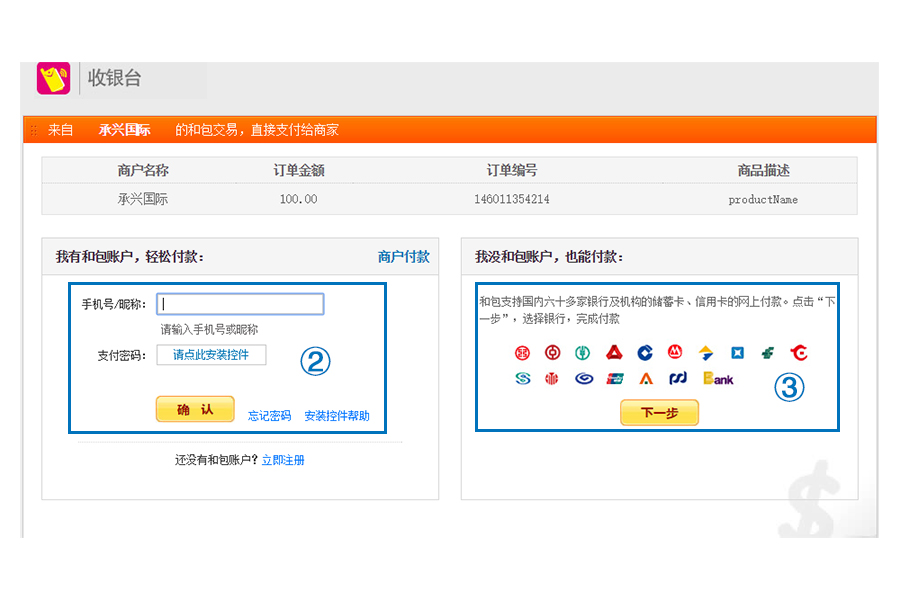 收银台
来自 承兴国际 的和包交易，直接支付给商家
商户名称 订单金额 订单编号 商品描述
承兴国际 100.00 146011354214 productName
我有和包账户，轻松付款： 商户付款
手机号/昵称：
请输入手机号或昵称
支付密码： 请点此安装控件
②
确 认 忘记密码 安装控件帮助
还没有和包账户？立即注册
我没和包账户，也能付款：
和包支持国内六十多家银行及机构的储蓄卡、信用卡的网上付款。点击“下
一步”，选择银行，完成付款
Bank
③
下一步
$